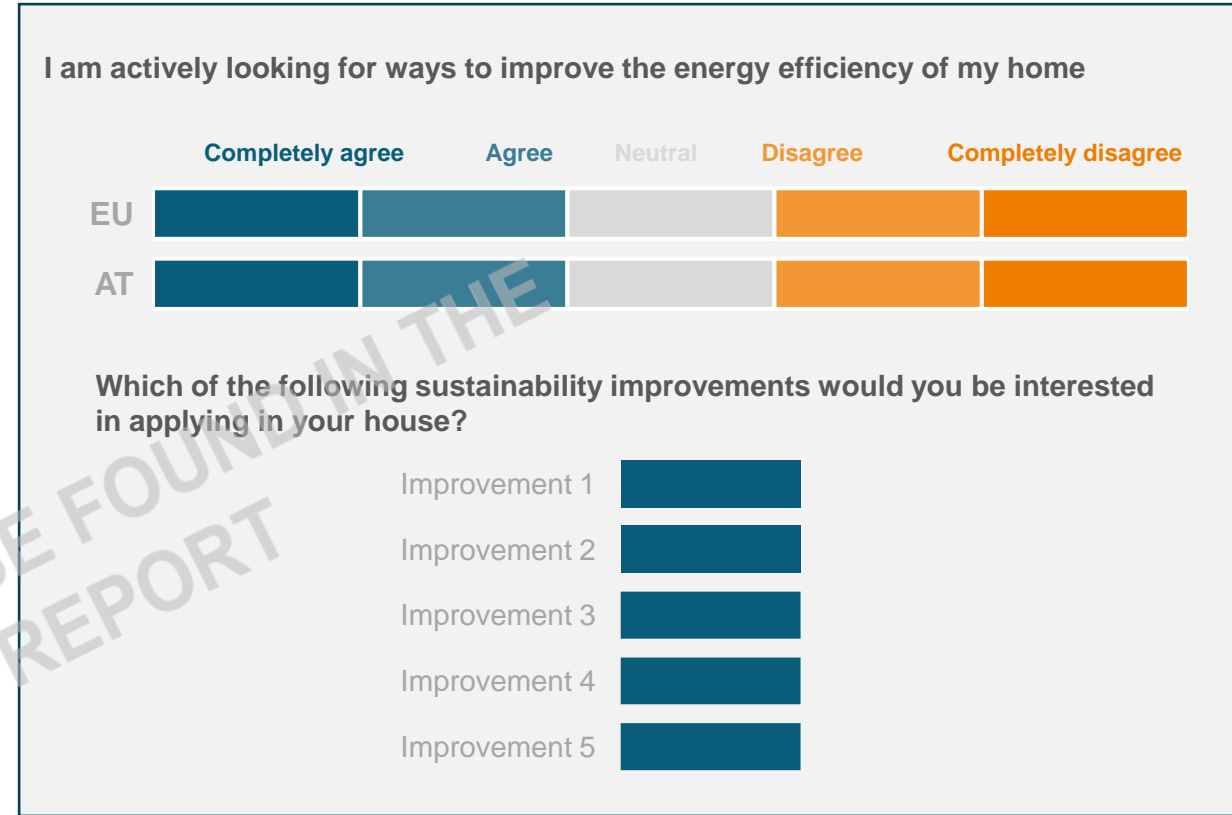 I am actively looking for ways to improve the energy efficiency of my home
Completely agree Agree Neutral Disagree Completely disagree
EU
AT
Which of the following sustainability improvements would you be interested
in applying in your house?
Improvement 1
Improvement 2
Improvement 3
Improvement 4
Improvement 5
BE FOUND IN THE
REPORT